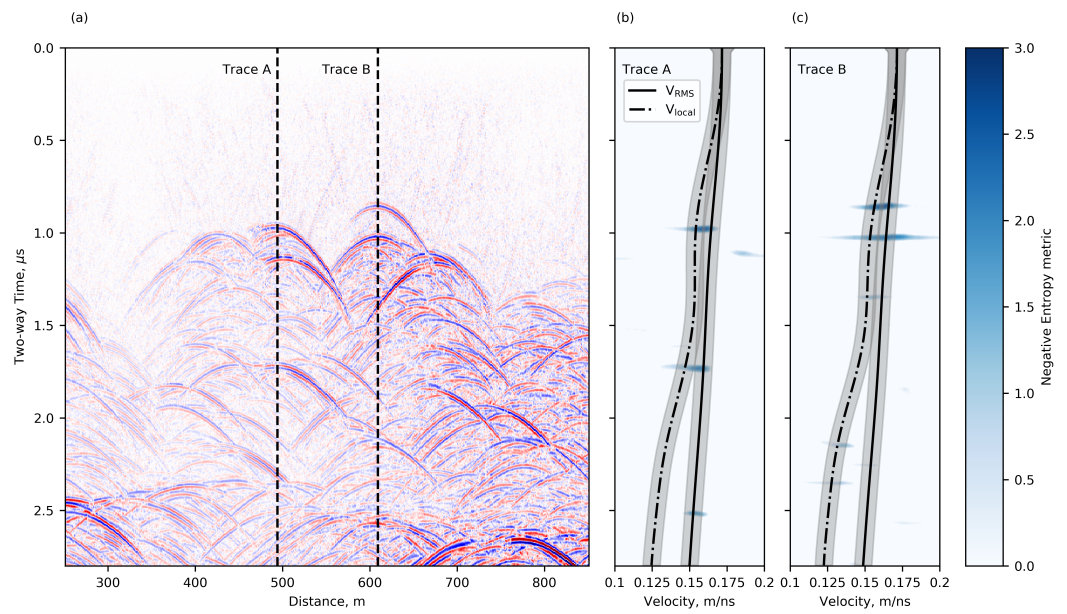 (a)
(b)
(c)
Trace A
Trace B
Trace A
Trace B
V_RMS
V_local
0.0
0.5
1.0
1.5
2.0
2.5
Two-way Time, μs
300
400
500
600
700
800
Distance, m
0.1
0.125
0.15
0.175
0.2
Velocity, m/ns
0.1
0.125
0.15
0.175
0.2
Velocity, m/ns
3.0
2.5
2.0
1.5
1.0
0.5
0.0
Negative Entropy metric